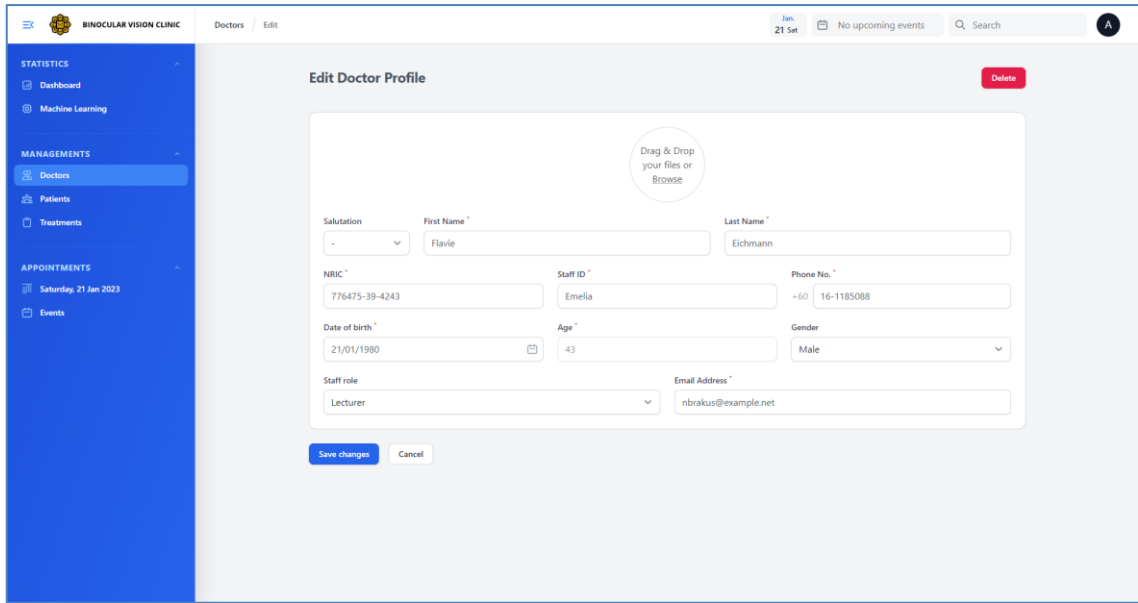 BINOCULAR VISION CLINIC
Doctors / Edit
Jan.
21 Sat
No upcoming events
Search
A
STATISTICS
Dashboard
Machine Learning
MANAGEMENTS
Doctors
Patients
Treatments
APPOINTMENTS
Saturday, 21 Jan 2023
Events
Edit Doctor Profile
Delete
Drag & Drop
your files or
Browse
Salutation
First Name *
Last Name *
-
Flavie
Eichmann
NRIC *
Staff ID *
Phone No. *
776475-39-4243
Emelia
+60 16-1185088
Date of birth *
Age *
Gender
21/01/1980
43
Male
Staff role
Email Address *
Lecturer
nbrakus@example.net
Save changes
Cancel